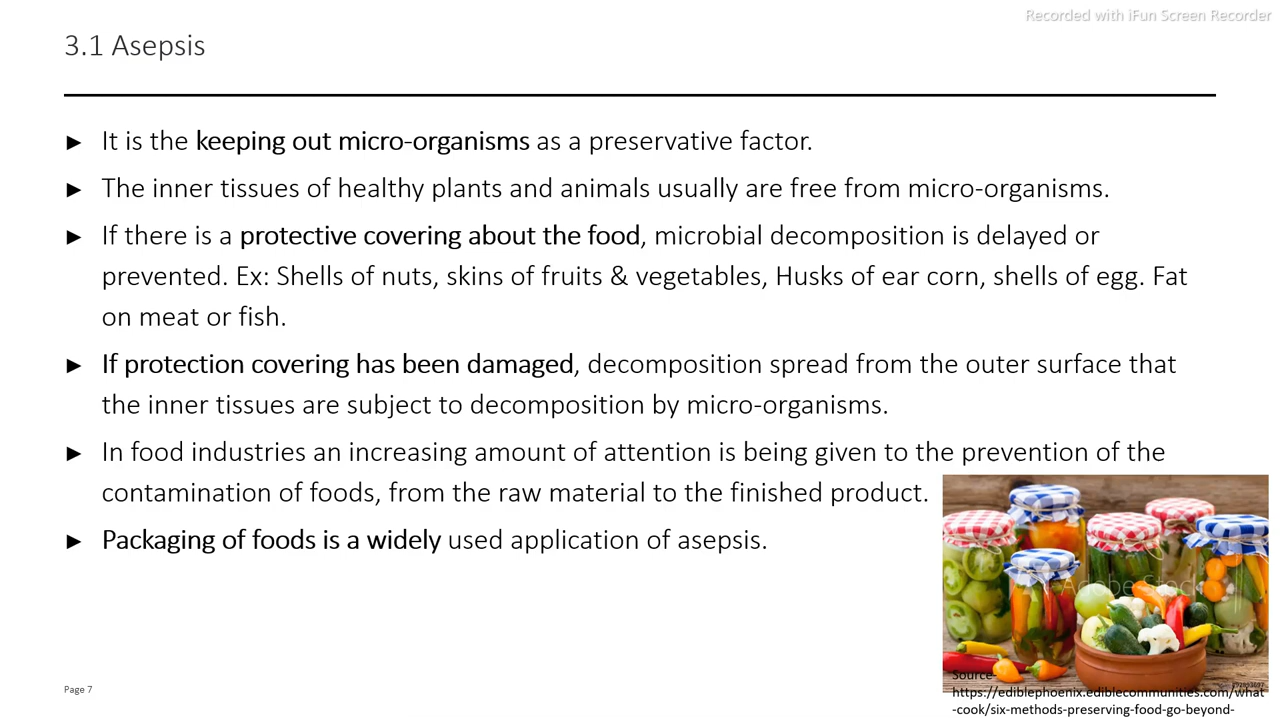 Recorded with iFun Screen Recorder
3.1 Asepsis
► It is the keeping out micro-organisms as a preservative factor.
► The inner tissues of healthy plants and animals usually are free from micro-organisms.
► If there is a protective covering about the food, microbial decomposition is delayed or
prevented. Ex: Shells of nuts, skins of fruits & vegetables, Husks of ear corn, shells of egg. Fat
on meat or fish.
► If protection covering has been damaged, decomposition spread from the outer surface that
the inner tissues are subject to decomposition by micro-organisms.
► In food industries an increasing amount of attention is being given to the prevention of the
contamination of foods, from the raw material to the finished product.
► Packaging of foods is a widely used application of asepsis.
Adobe Stock
Page 7
Source-
https://ediblephoenix.ediblecommunities.com/what
-cook/six-methods-preserving-food-go-beyond-